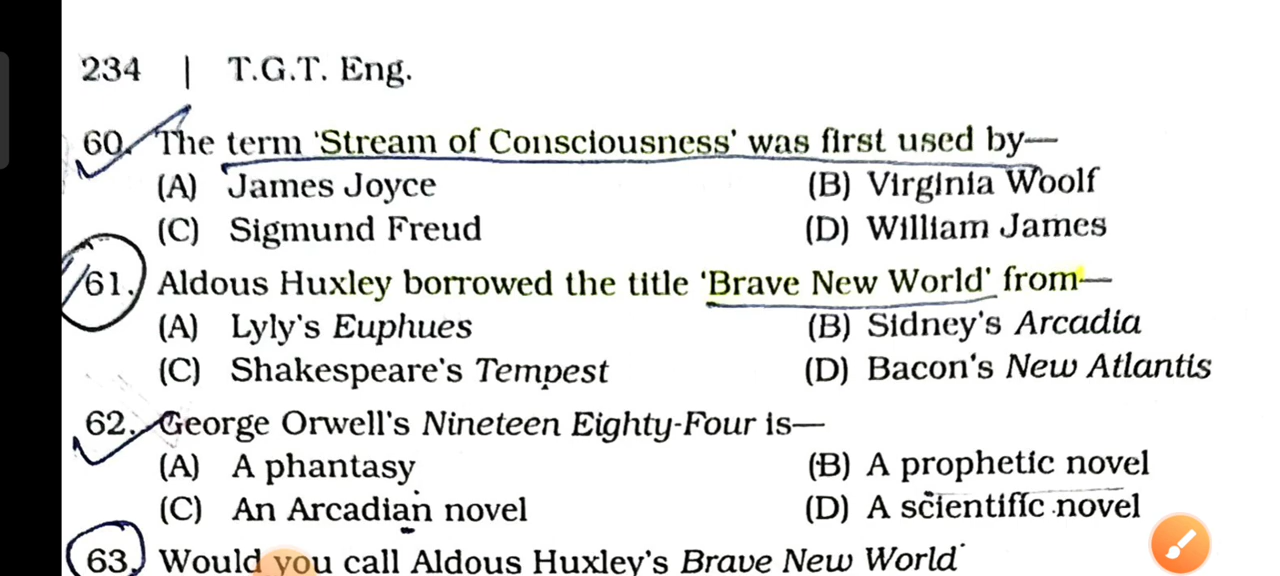 234 | T.G.T. Eng.
60. The term 'Stream of Consciousness' was first used by—
(A) James Joyce (B) Virginia Woolf
(C) Sigmund Freud (D) William James
61. Aldous Huxley borrowed the title 'Brave New World' from—
(A) Lyly's Euphues (B) Sidney's Arcadia
(C) Shakespeare's Tempest (D) Bacon's New Atlantis
62. George Orwell's Nineteen Eighty-Four is—
(A) A phantasy (B) A prophetic novel
(C) An Arcadian novel (D) A scientific novel
63. Would you call Aldous Huxley's Brave New World